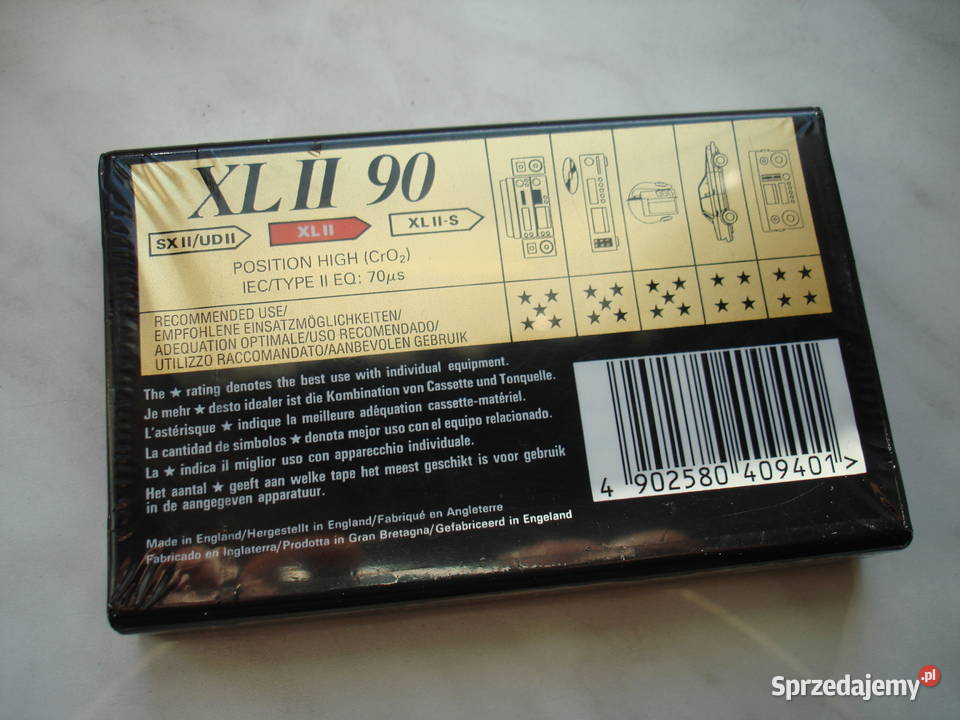 XL II 90
SX II/UD II XL II XL II-S
POSITION HIGH (CrO₂)
IEC/TYPE II EQ: 70μs
RECOMMENDED USE/
EMPFOHLENE EINSATZMÖGLICHKEITEN/
ADEQUATION OPTIMALE/USO RECOMENDADO/
UTILIZZO RACCOMANDATO/AANBEVOLEN GEBRUIK
The ★ rating denotes the best use with individual equipment.
Je mehr ★ desto idealer ist die Kombination von Cassette und Tonquelle.
L'astérisque ★ indique la meilleure adéquation cassette-matériel.
La cantidad de simbolos ★ denota mejor uso con el equipo relacionado.
La ★ indica il miglior uso con apparecchio individuale.
Het aantal ★ geeft aan welke tape het meest geschikt is voor gebruik
in de aangegeven apparatuur.
Made in England/Hergestellt in England/Fabriqué en Angleterre
Fabricado en Inglaterra/Prodotta in Gran Bretagna/Gefabriceerd in Engeland
4 902580 409401 >
Sprzedajemy.pl